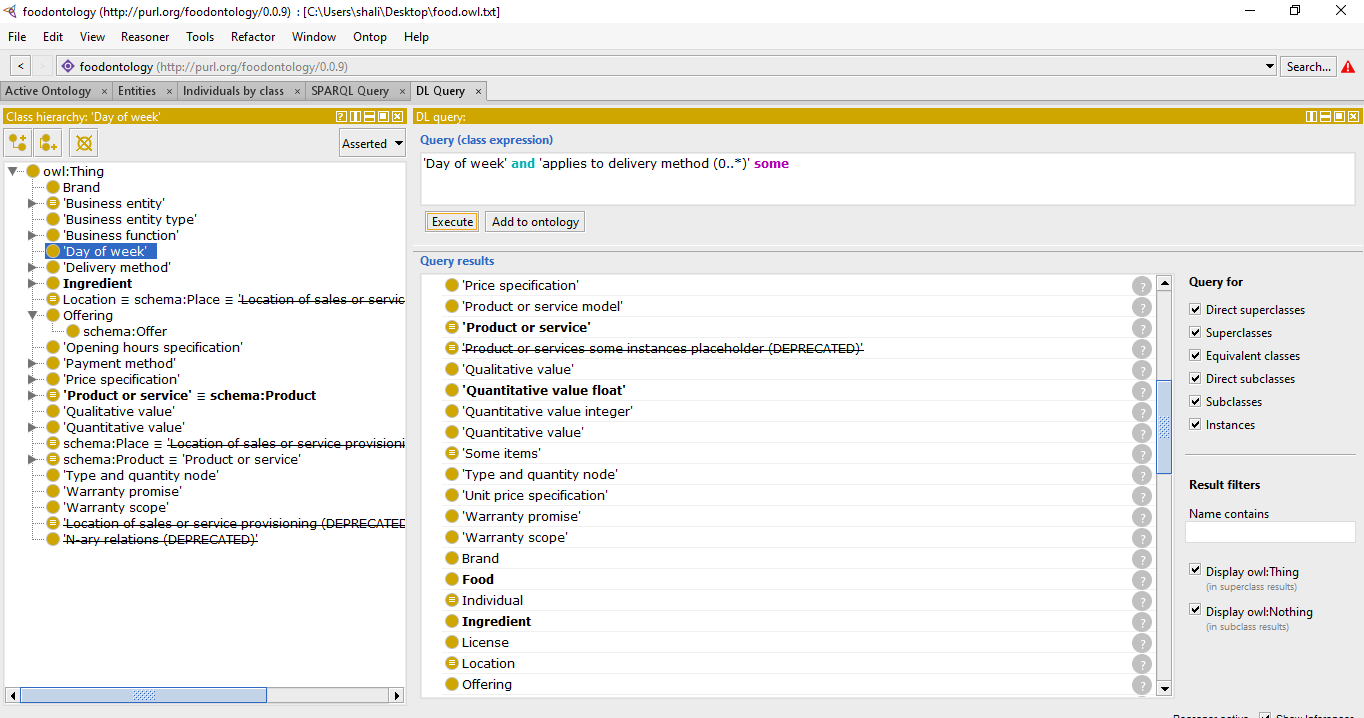 foodontology (http://purl.org/foodontology/0.0.9) : [C:\Users\shali\Desktop\food.owl.txt]
File Edit View Reasoner Tools Refactor Window Ontop Help
< > foodontology (http://purl.org/foodontology/0.0.9) Search...
Active Ontology × Entities × Individuals by class × SPARQL Query × DL Query ×
Class hierarchy: 'Day of week'
Asserted
owl:Thing
Brand
'Business entity'
'Business entity type'
'Business function'
'Day of week'
'Delivery method'
Ingredient
Location ≡ schema:Place ≡ 'Location of sales or servic
Offering
schema:Offer
'Opening hours specification'
'Payment method'
'Price specification'
'Product or service' ≡ schema:Product
'Qualitative value'
'Quantitative value'
schema:Place ≡ 'Location of sales or service provisioni
schema:Product ≡ 'Product or service'
'Type and quantity node'
'Warranty promise'
'Warranty scope'
'Location of sales or service provisioning (DEPRECATED
'N-ary relations (DEPRECATED)'
DL query:
Query (class expression)
'Day of week' and 'applies to delivery method (0..*)' some
Execute Add to ontology
Query results
'Price specification' ?
'Product or service model' ?
'Product or service' ?
'Product or services some instances placeholder (DEPRECATED)' ?
'Qualitative value' ?
'Quantitative value float' ?
'Quantitative value integer' ?
'Quantitative value' ?
'Some items' ?
'Type and quantity node' ?
'Unit price specification' ?
'Warranty promise' ?
'Warranty scope' ?
Brand ?
Food ?
Individual ?
Ingredient ?
License ?
Location ?
Offering ?
Query for
Direct superclasses
Superclasses
Equivalent classes
Direct subclasses
Subclasses
Instances
Result filters
Name contains
Display owl:Thing
(in superclass results)
Display owl:Nothing
(in subclass results)
Reasoner active Show Inferences